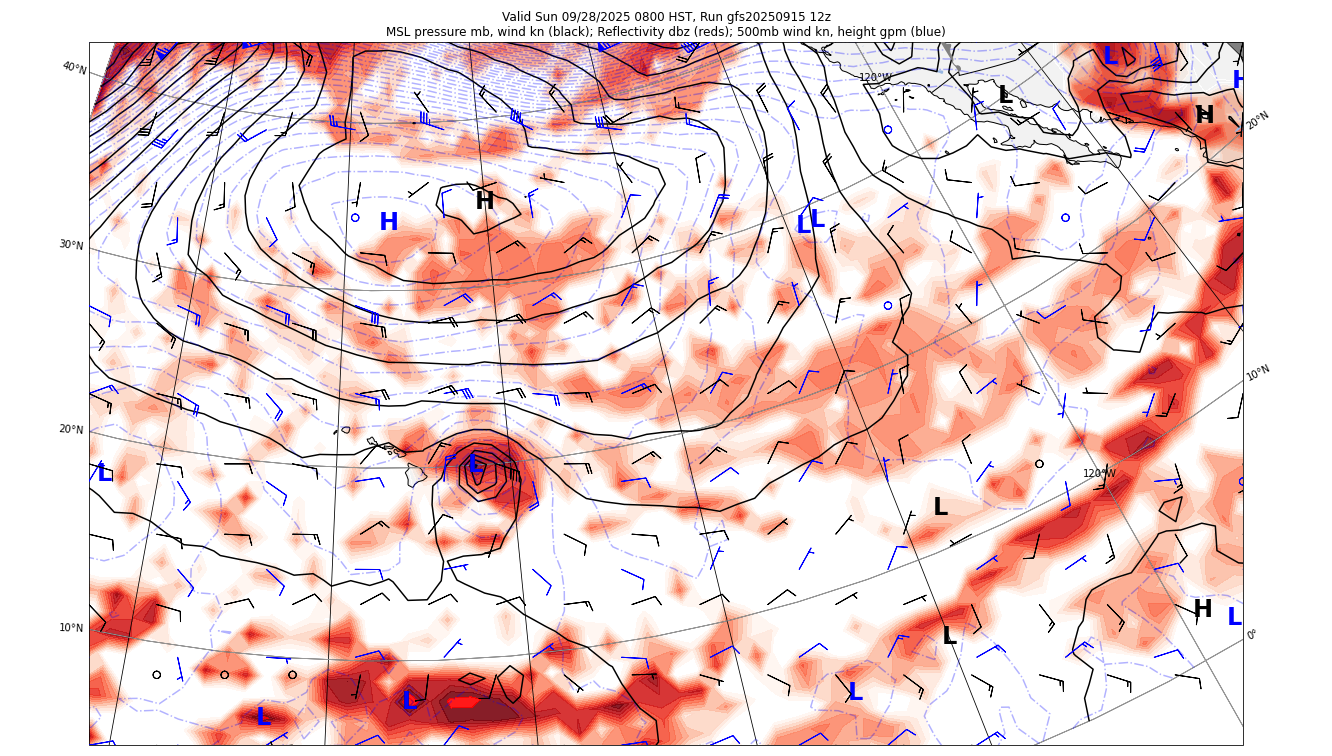 Valid Sun 09/28/2025 0800 HST, Run gfs20250915 12z
MSL pressure mb, wind kn (black); Reflectivity dbz (reds); 500mb wind kn, height gpm (blue)
L
40°N
120°W
H
L
H
20°N
H
H
L
L
30°N
10°N
20°N
L
L
120°W
L
H
L
10°N
L
0°
L
L
L